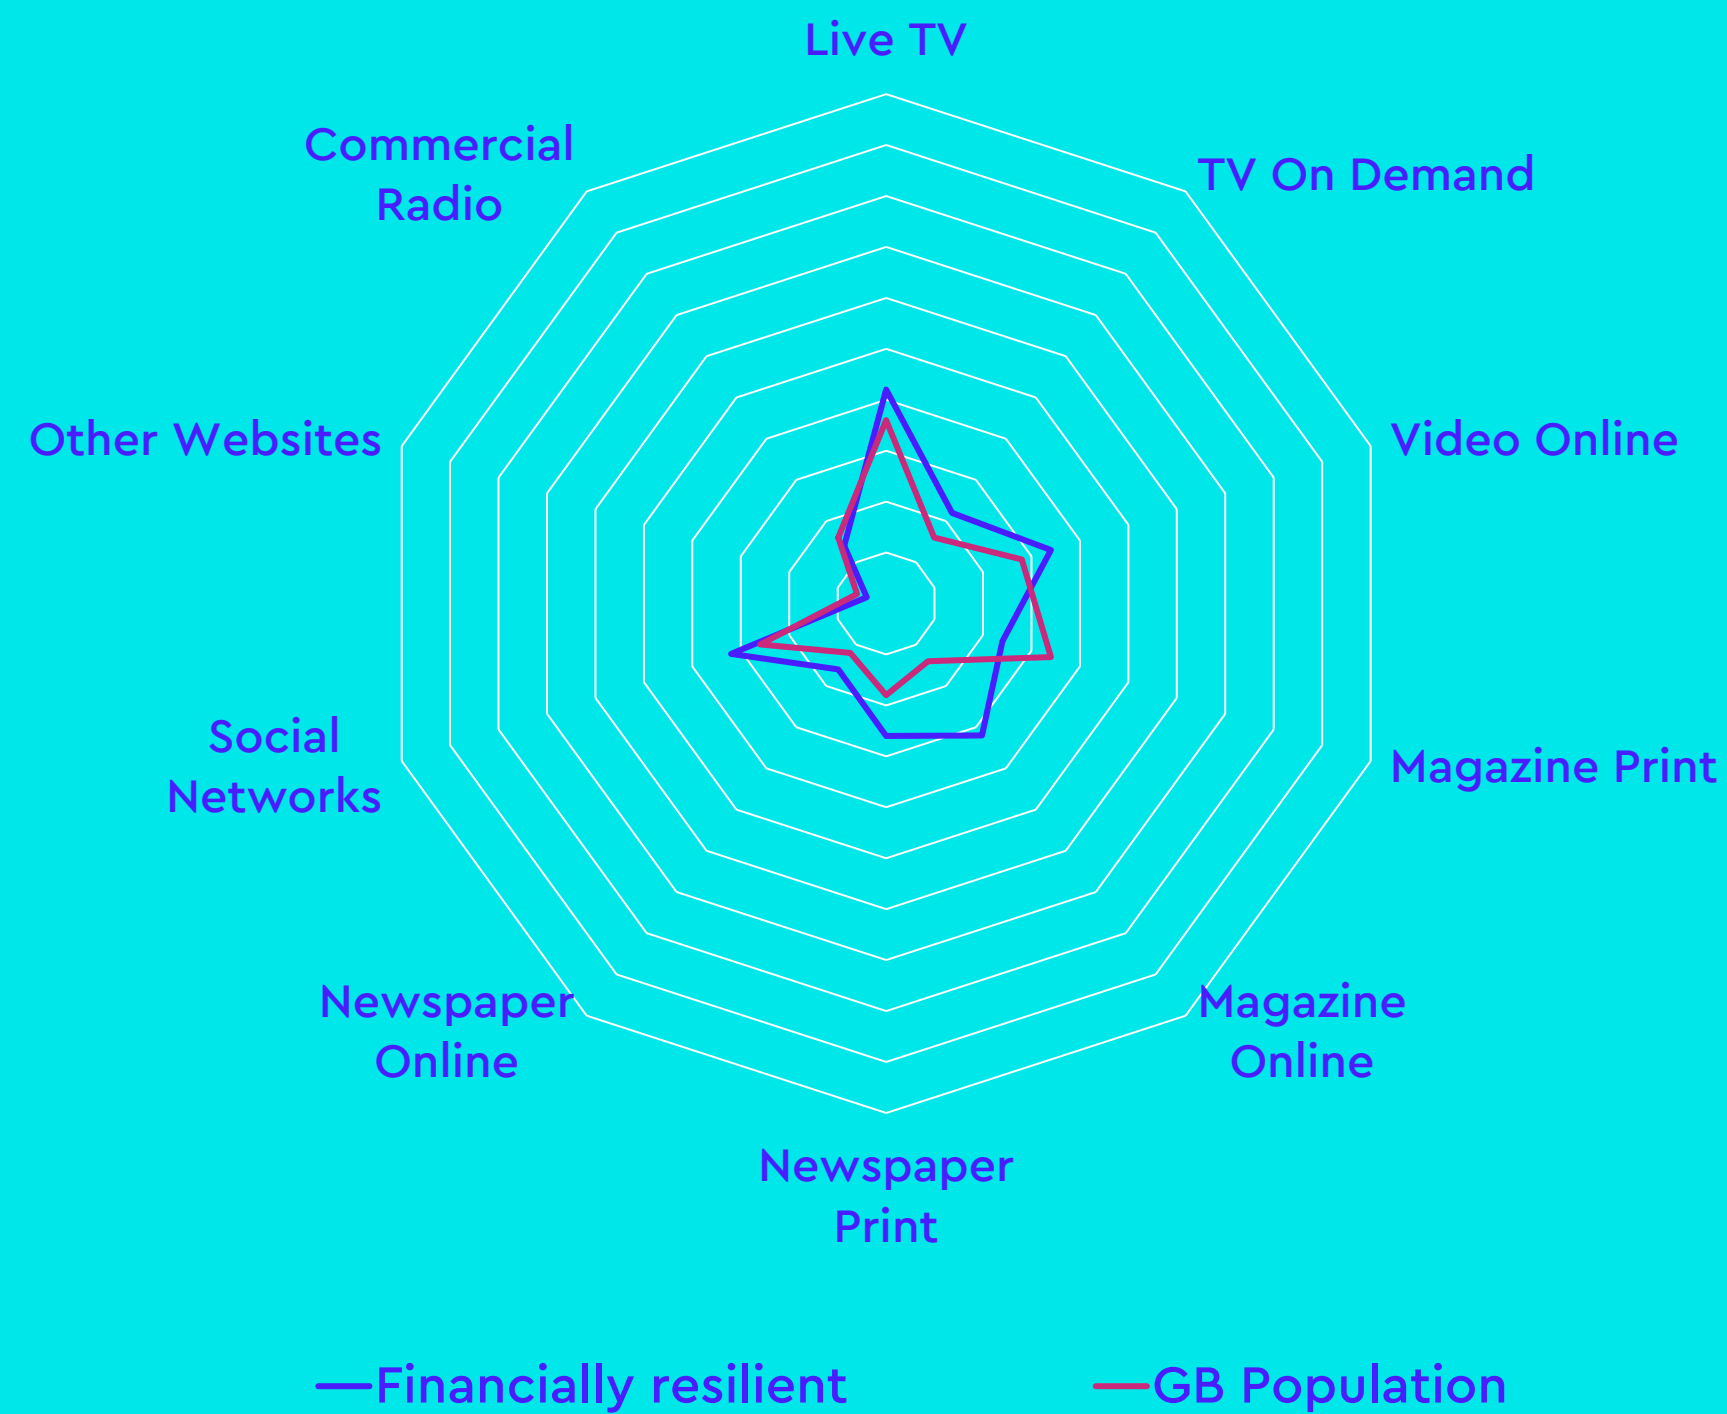 Live TV
Commercial
Radio
TV On Demand
Other Websites
Video Online
Social
Networks
Magazine Print
Newspaper
Online
Magazine
Online
Newspaper
Print
Financially resilient
GB Population